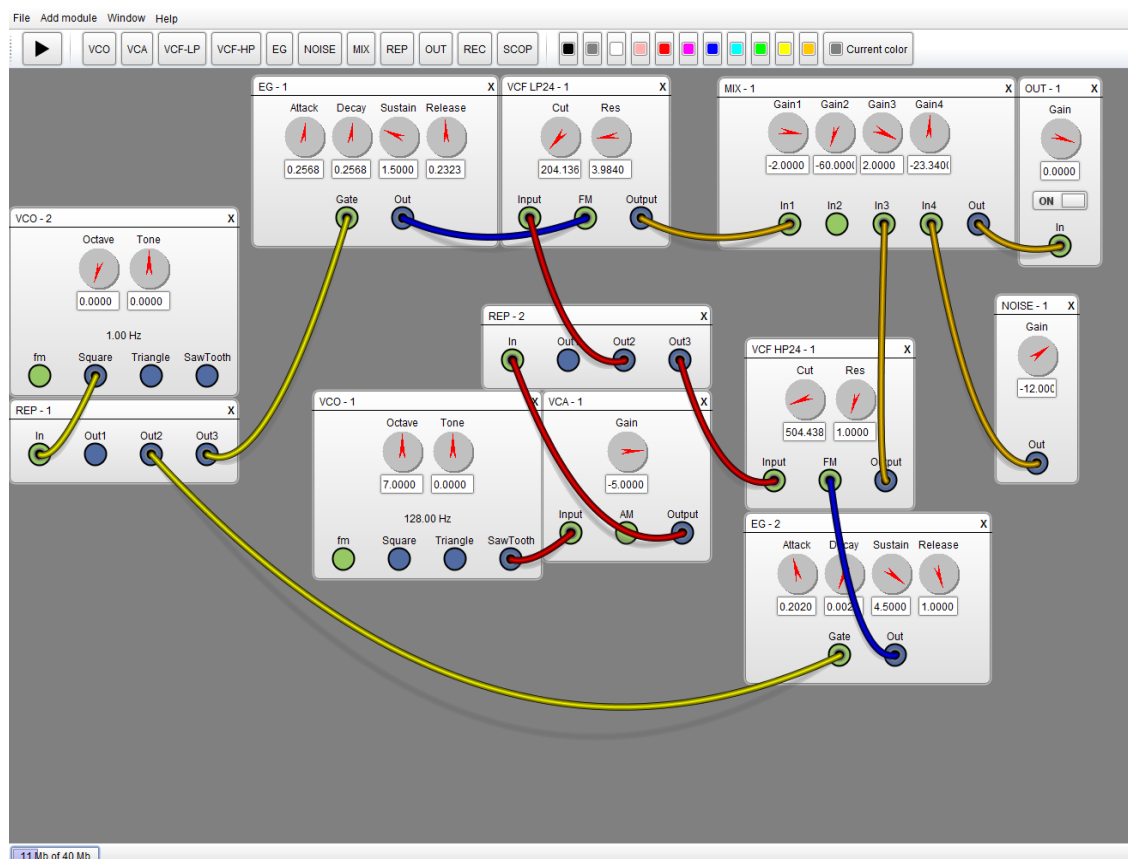 File Add module Window Help
VCO VCA VCF-LP VCF-HP EG NOISE MIX REP OUT REC SCOP Current color
EG - 1 X
Attack Decay Sustain Release
0.2568 0.2568 1.5000 0.2323
Gate Out
VCF LP24 - 1 X
Cut Res
204.136 3.9840
Input FM Output
MIX - 1 X
Gain1 Gain2 Gain3 Gain4
-2.0000 -60.000( 2.0000 -23.340(
In1 In2 In3 In4 Out
OUT - 1 X
Gain
0.0000
ON
In
VCO - 2 X
Octave Tone
0.0000 0.0000
1.00 Hz
fm Square Triangle SawTooth
REP - 1 X
In Out1 Out2 Out3
REP - 2 X
In Out1 Out2 Out3
NOISE - 1 X
Gain
-12.000
Out
VCF HP24 - 1 X
Cut Res
504.438 1.0000
Input FM Output
VCO - 1 X
Octave Tone
7.0000 0.0000
128.00 Hz
fm Square Triangle SawTooth
VCA - 1 X
Gain
-5.0000
Input AM Output
EG - 2 X
Attack Decay Sustain Release
0.2020 0.002 4.5000 1.0000
Gate Out
11 Mb of 40 Mb